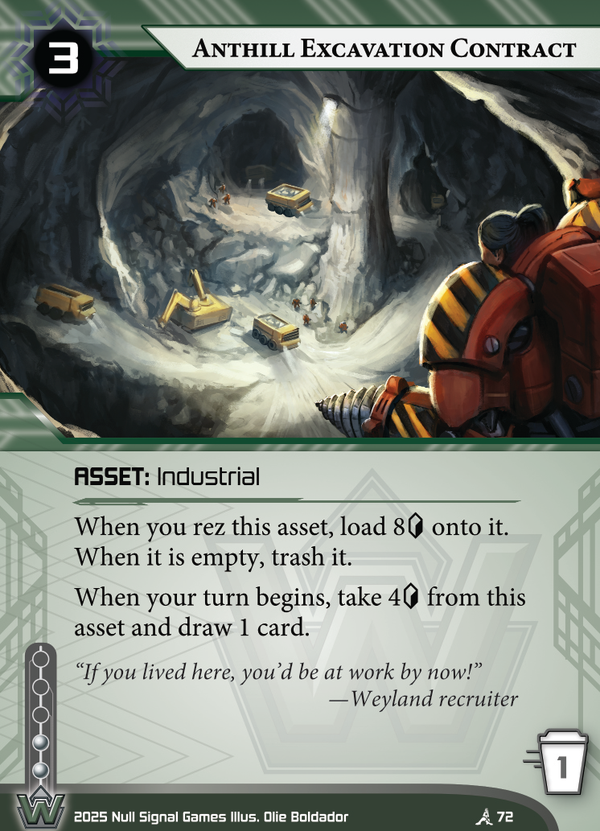 3
Anthill Excavation Contract
ASSET: Industrial
When you rez this asset, load 8 onto it.
When it is empty, trash it.
When your turn begins, take 4 from this
asset and draw 1 card.
“If you lived here, you’d be at work by now!”
—Weyland recruiter
1
W
2025 Null Signal Games Illus. Olie Boldador
72